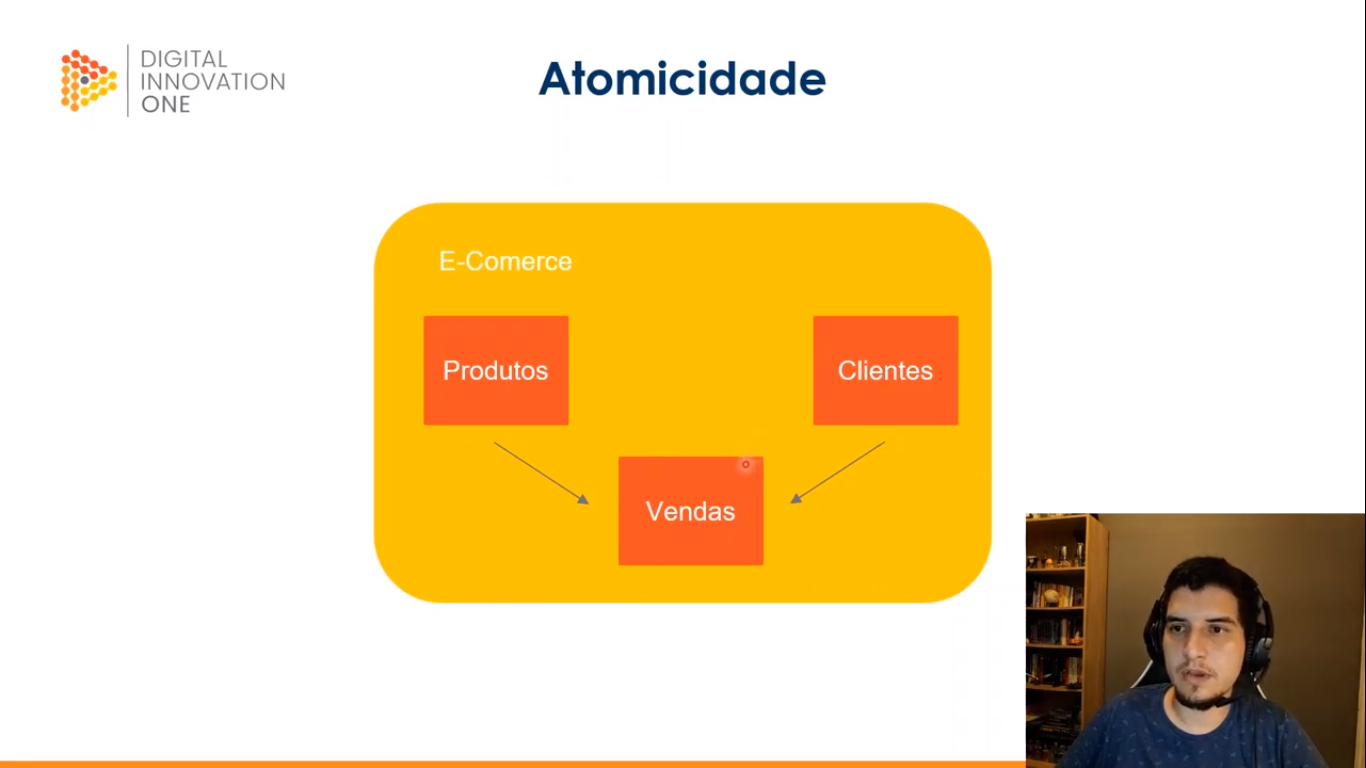 DIGITAL
INNOVATION
ONE
Atomicidade
E-Comerce
Produtos
Clientes
Vendas